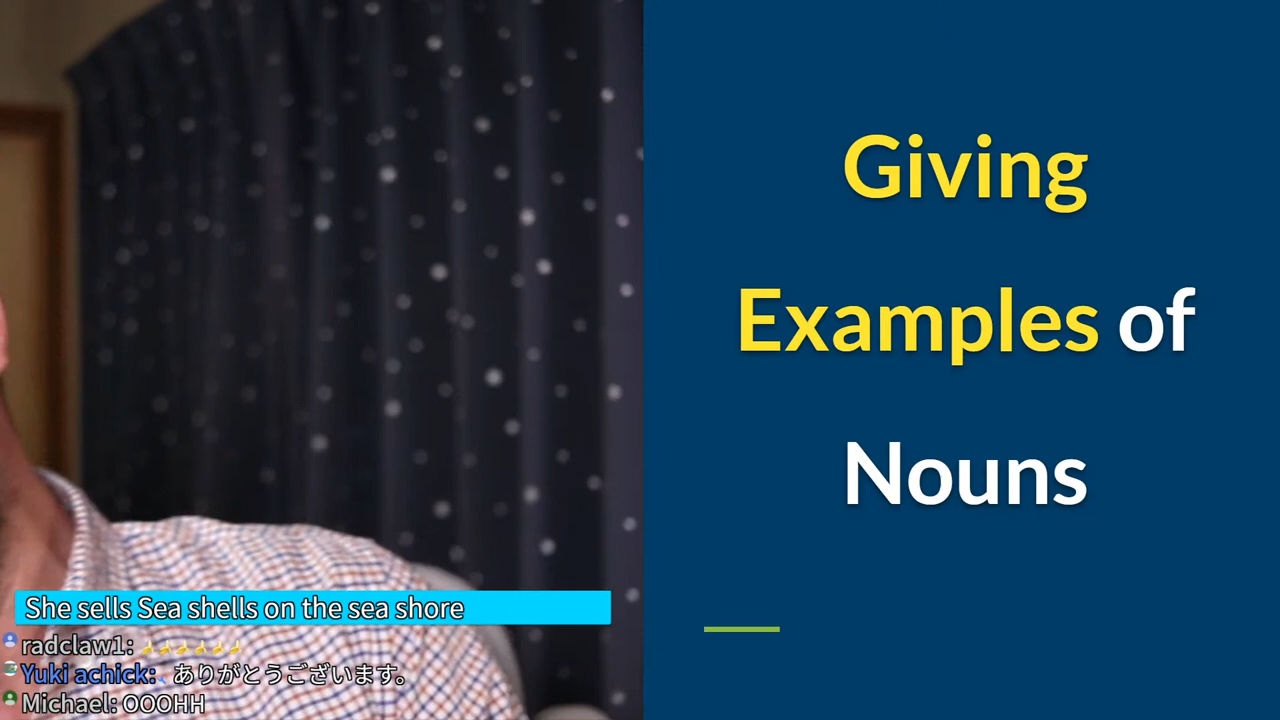 Giving
Examples of
Nouns
She sells Sea shells on the sea shore
radclaw1: 🍌🍌🍌🍌🍌🍌
Yuki achick: ありがとうございます。
Michael: OOOHH